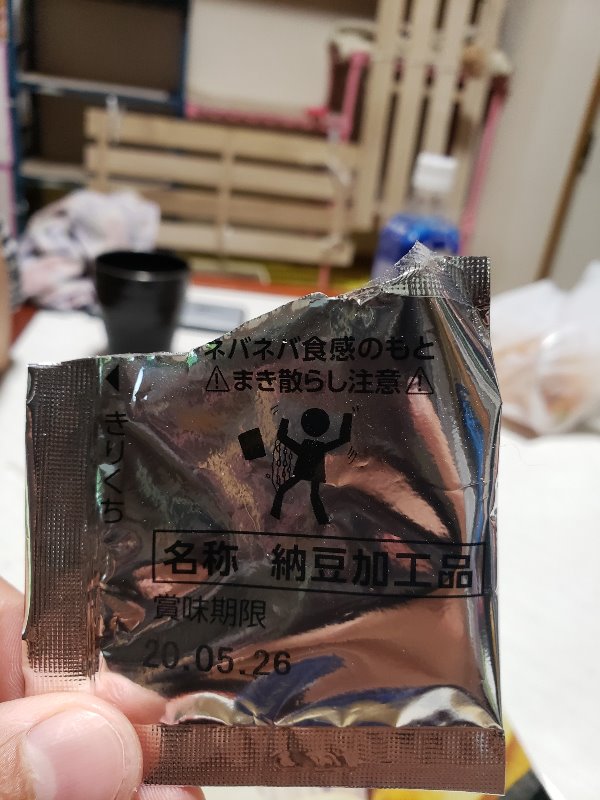 ネバネバ食感のもと
⚠まき散らし注意⚠
◀きりくち
名称 納豆加工品
賞味期限
20.05.26